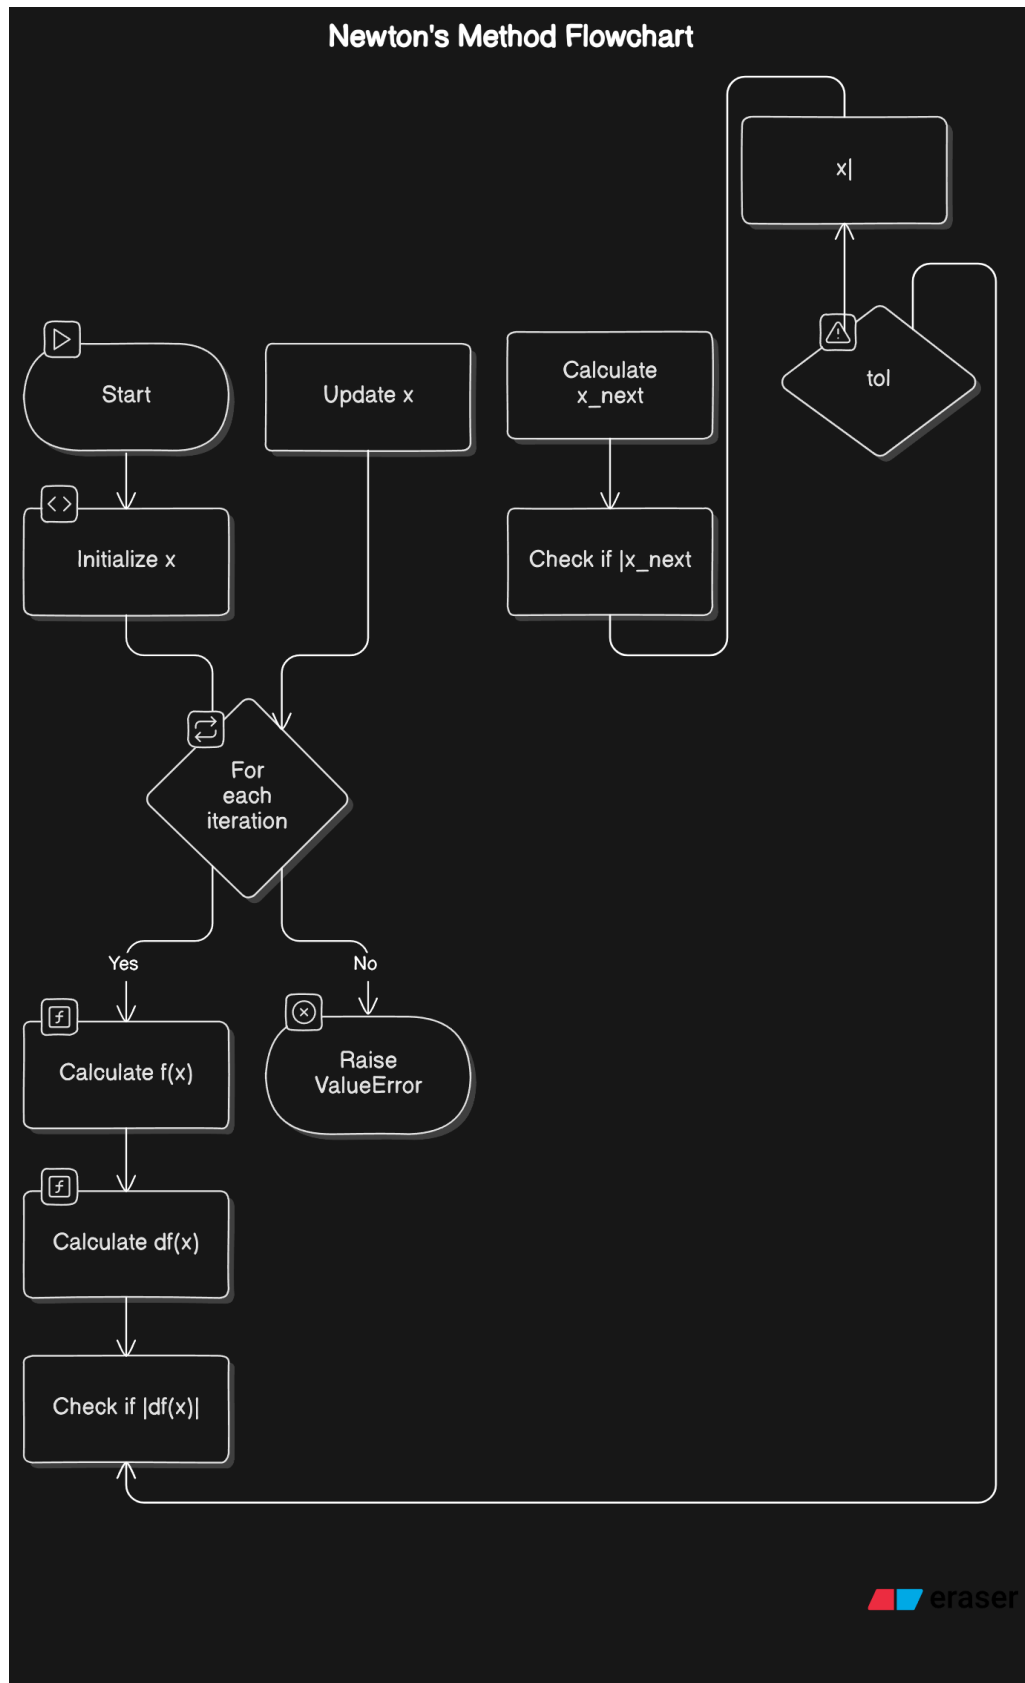 Newton's Method Flowchart
x|
tol
Start
Update x
Calculate
x_next
Initialize x
Check if |x_next
For
each
iteration
Yes
No
Calculate f(x)
Raise
ValueError
Calculate df(x)
Check if |df(x)|
eraser